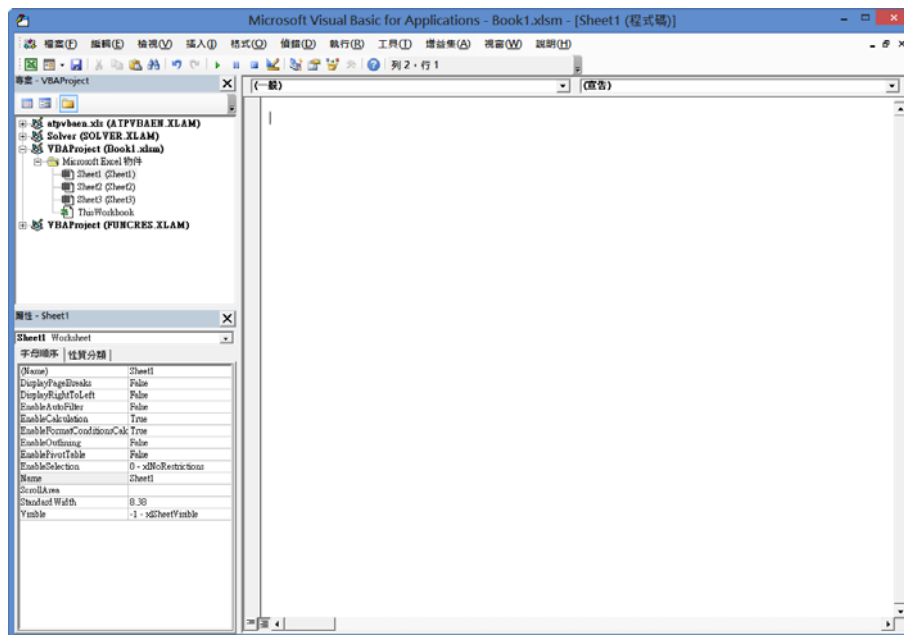 Microsoft Visual Basic for Applications - Book1.xlsm - [Sheet1 (程式碼)]
檔案(F) 編輯(E) 檢視(V) 插入(I) 格式(O) 偵錯(D) 執行(R) 工具(T) 增益集(A) 視窗(W) 說明(H)
列 2，行 1
專案 - VBAProject
(一般)
(宣告)
atpvbaen.xls (ATPVBAEN.XLAM)
Solver (SOLVER.XLAM)
VBAProject (Book1.xlsm)
Microsoft Excel 物件
Sheet1 (Sheet1)
Sheet2 (Sheet2)
Sheet3 (Sheet3)
ThisWorkbook
VBAProject (FUNCRES.XLAM)
屬性 - Sheet1
Sheet1 Worksheet
字母順序 性質分類
(Name) Sheet1
DisplayPageBreaks False
DisplayRightToLeft False
EnableAutoFilter False
EnableCalculation True
EnableFormatConditionsCalc True
EnableOutlining False
EnablePivotTable False
EnableSelection 0 - xlNoRestrictions
Name Sheet1
ScrollArea
Standard Width 8.38
Visible -1 - xlSheetVisible